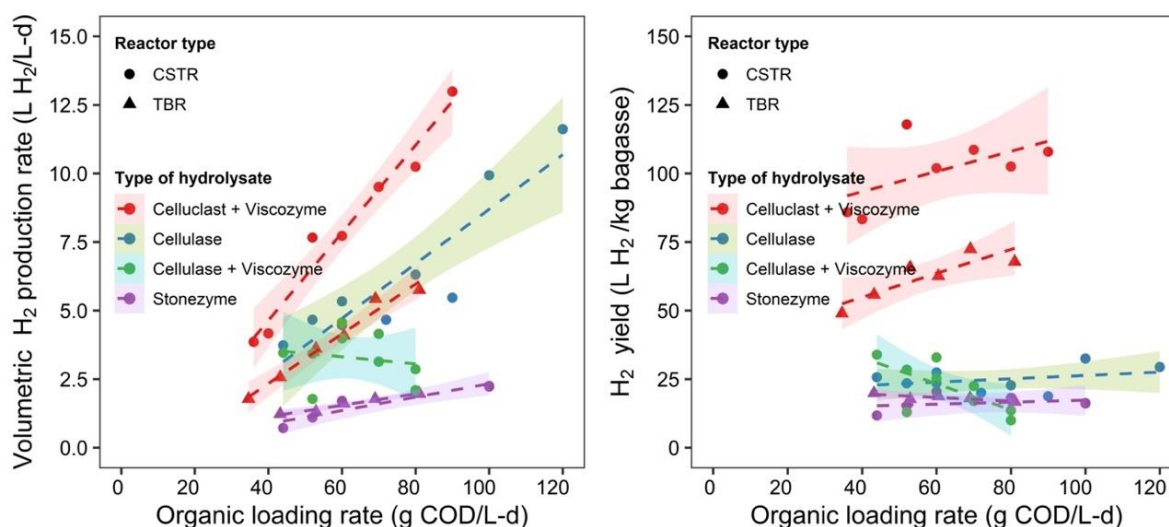 Volumetric H₂ production rate (L H₂/L-d)
15.0
12.5
10.0
7.5
5.0
2.5
0.0
Reactor type
CSTR
TBR
Type of hydrolysate
Celluclast + Viscozyme
Cellulase
Cellulase + Viscozyme
Stonezyme
0 20 40 60 80 100 120
Organic loading rate (g COD/L-d)
H₂ yield (L H₂/kg bagasse)
150
125
100
75
50
25
0
Reactor type
CSTR
TBR
Type of hydrolysate
Celluclast + Viscozyme
Cellulase
Cellulase + Viscozyme
Stonezyme
0 20 40 60 80 100 120
Organic loading rate (g COD/L-d)